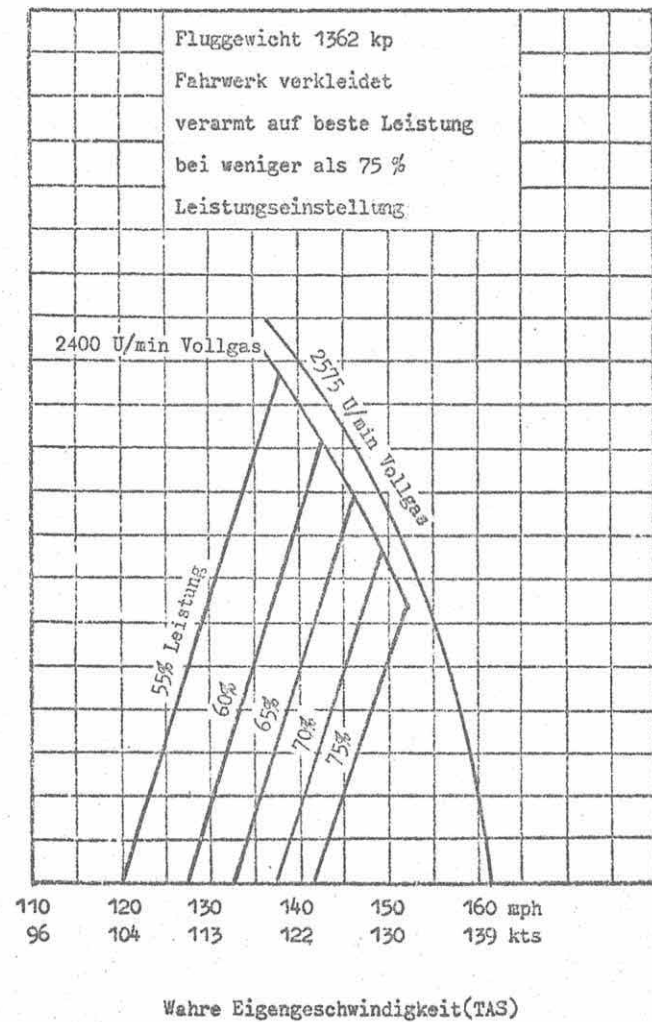 Fluggewicht 1362 kp
Fahrwerk verkleidet
verarmt auf beste Leistung
bei weniger als 75 %
Leistungseinstellung
2400 U/min Vollgas
2575 U/min Vollgas
55% Leistung
60%
65%
70%
75%
110 120 130 140 150 160 mph
96 104 113 122 130 139 kts
Wahre Eigengeschwindigkeit(TAS)